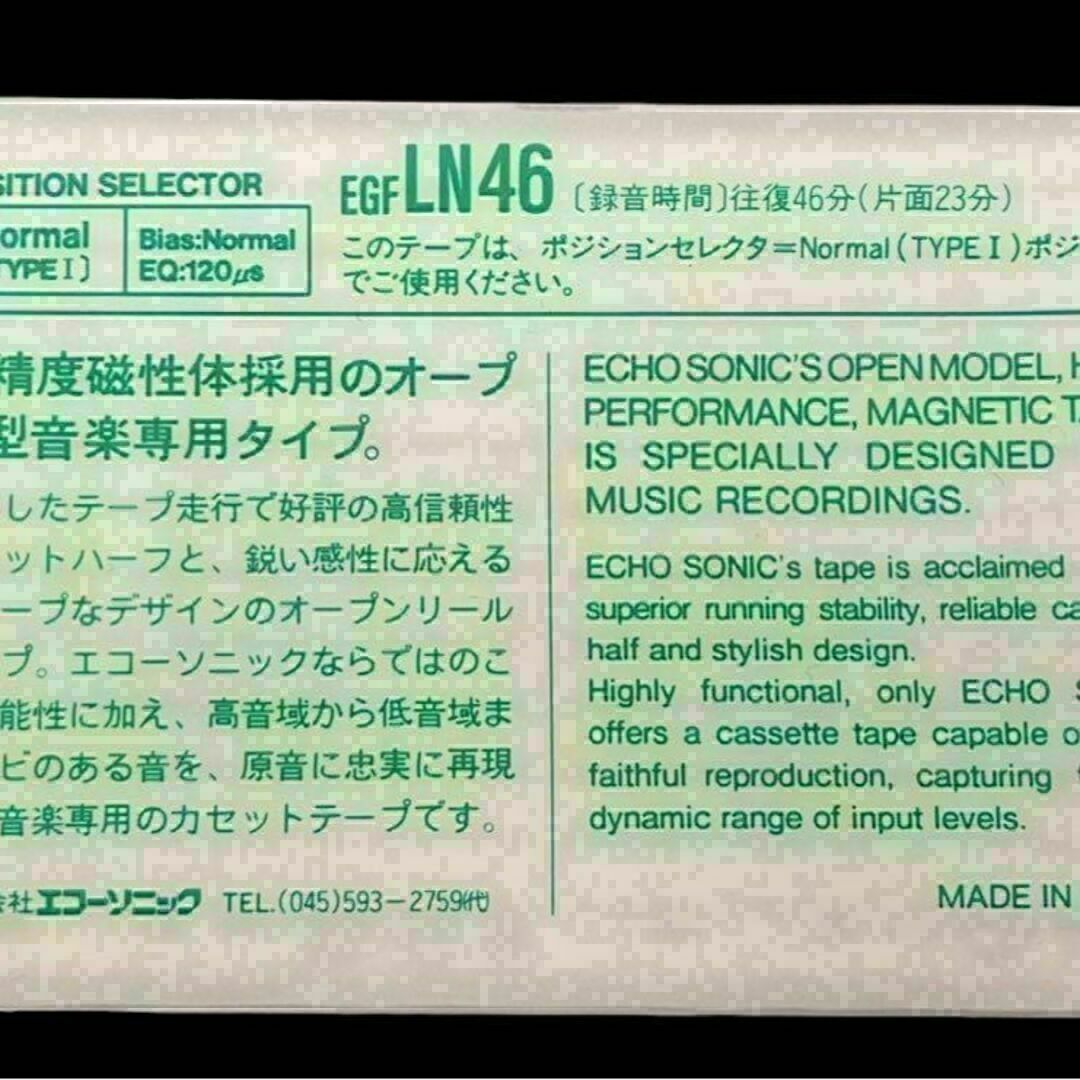 SITION SELECTOR
ormal
TYPE I〕
Bias:Normal
EQ:120μs
EGF LN46 〔録音時間〕往復46分(片面23分)
このテープは、ポジションセレクタ=Normal(TYPE I)ポジ
でご使用ください。
精度磁性体採用のオープ
型音楽専用タイプ。
したテープ走行で好評の高信頼性
ットハーフと、鋭い感性に応える
ープなデザインのオープンリール
プ。エコーソニックならではのこ
能性に加え、高音域から低音域ま
ビのある音を、原音に忠実に再現
音楽専用のカセットテープです。
会社エコーソニック TEL.(045)593-2759㈹
ECHO SONIC'S OPEN MODEL, H
PERFORMANCE, MAGNETIC TA
IS SPECIALLY DESIGNED
MUSIC RECORDINGS.
ECHO SONIC's tape is acclaimed
superior running stability, reliable ca
half and stylish design.
Highly functional, only ECHO S
offers a cassette tape capable o
faithful reproduction, capturing
dynamic range of input levels.
MADE IN